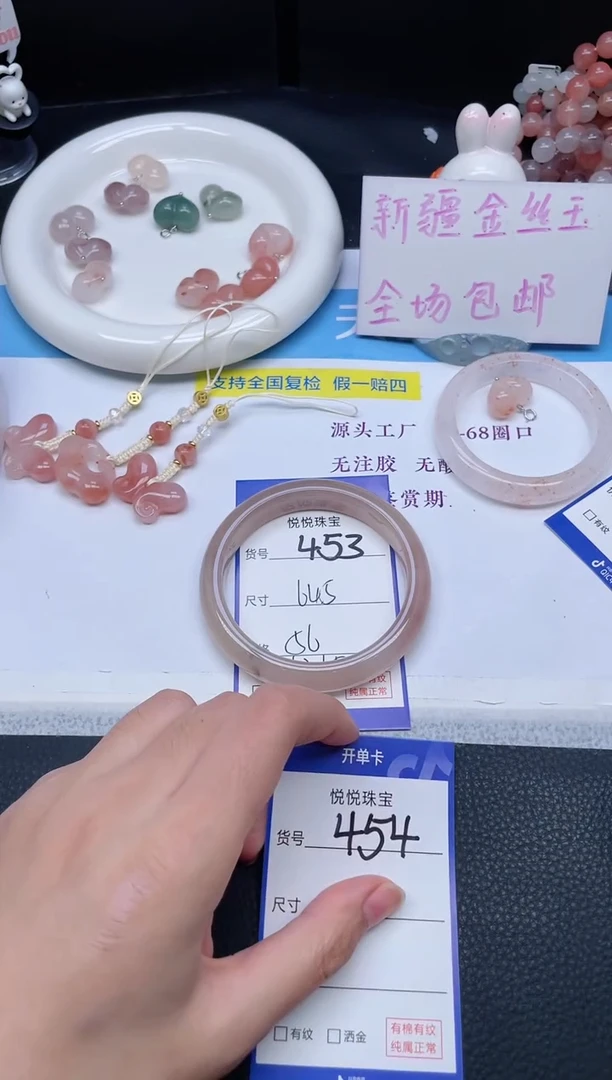 新疆金丝玉
全场包邮
支持全国复检 假一赔四
源头工厂
-68圈口
无注胶 无酸
赏期
悦悦珠宝
货号 453
尺寸 64.5
56
有纹
纯属正常
开单卡
悦悦珠宝
货号 454
尺寸
有纹 洒金
有棉有纹
纯属正常